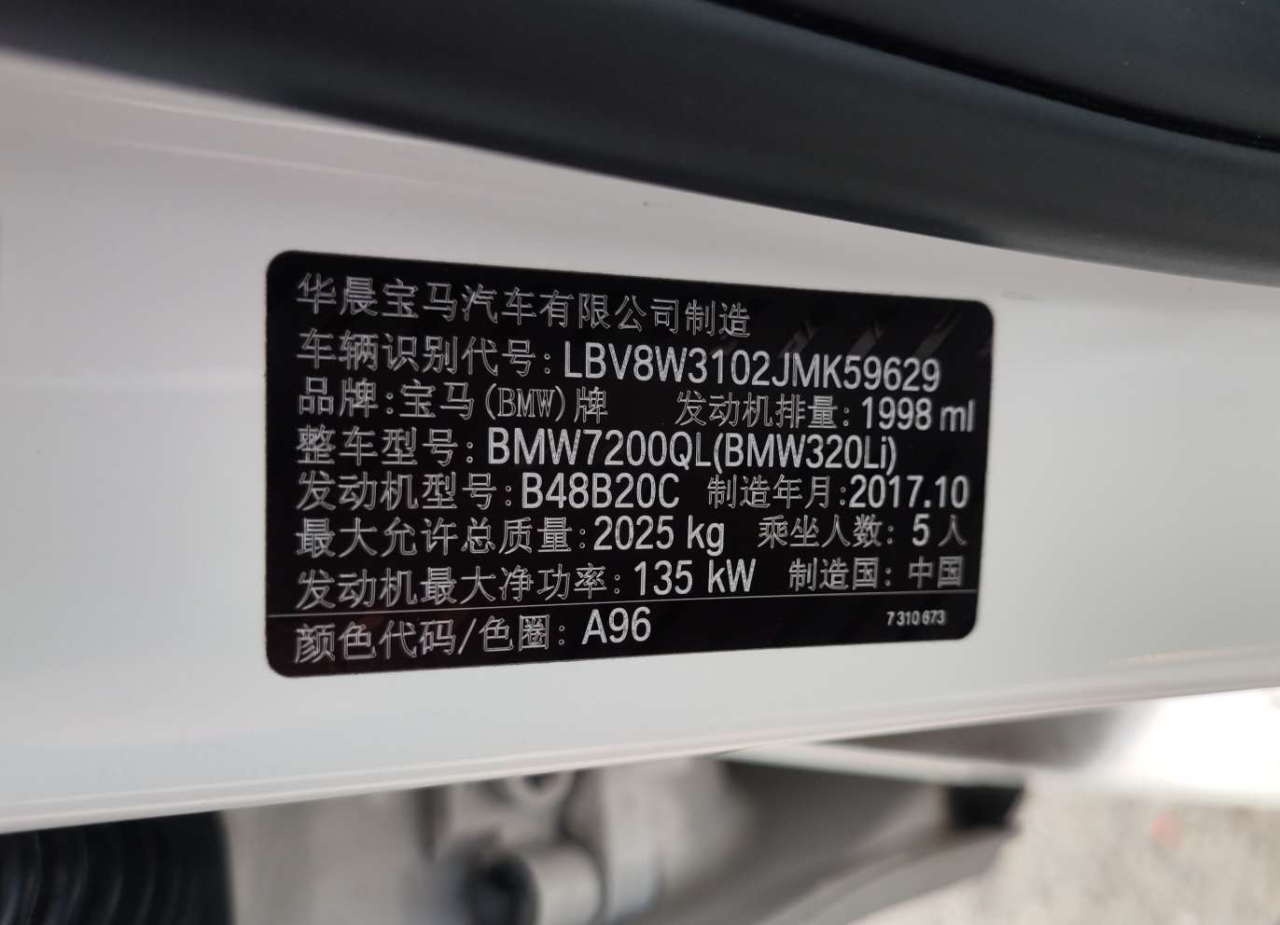 华晨宝马汽车有限公司制造
车辆识别代号: LBV8W3102JMK59629
品牌: 宝马(BMW)牌 发动机排量: 1998 ml
整车型号: BMW7200QL(BMW320Li)
发动机型号: B48B20C 制造年月: 2017.10
最大允许总质量: 2025 kg 乘坐人数: 5 人
发动机最大净功率: 135 kW 制造国: 中国
颜色代码/色圈: A96 7 310 673